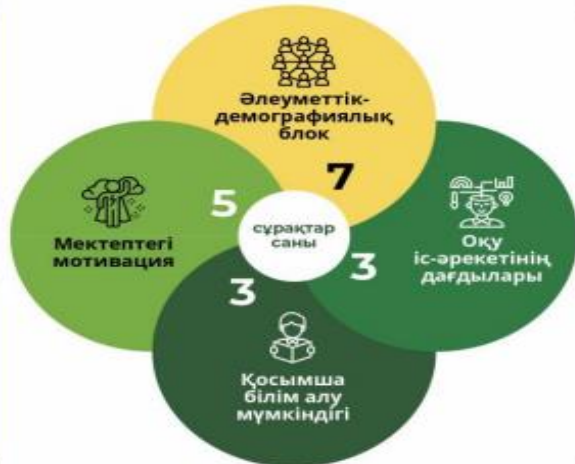 Әлеуметтік-
демографиялық
блок
7
5
Мектептегі
мотивация
сұрақтар
саны
3
Оқу
іс-әрекетінің
дағдылары
3
Қосымша
білім алу
мүмкіндігі